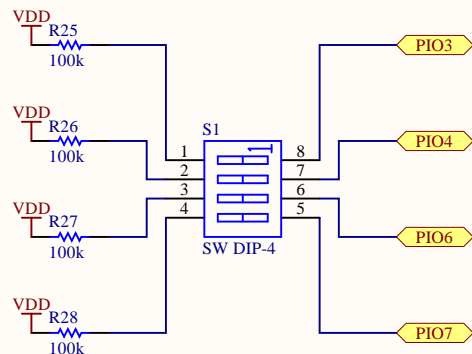 VDD
R25
100k
PIO3
VDD
R26
100k
PIO4
S1
1
1
2
3
4
8
7
6
5
SW DIP-4
VDD
R27
100k
PIO6
VDD
R28
100k
PIO7